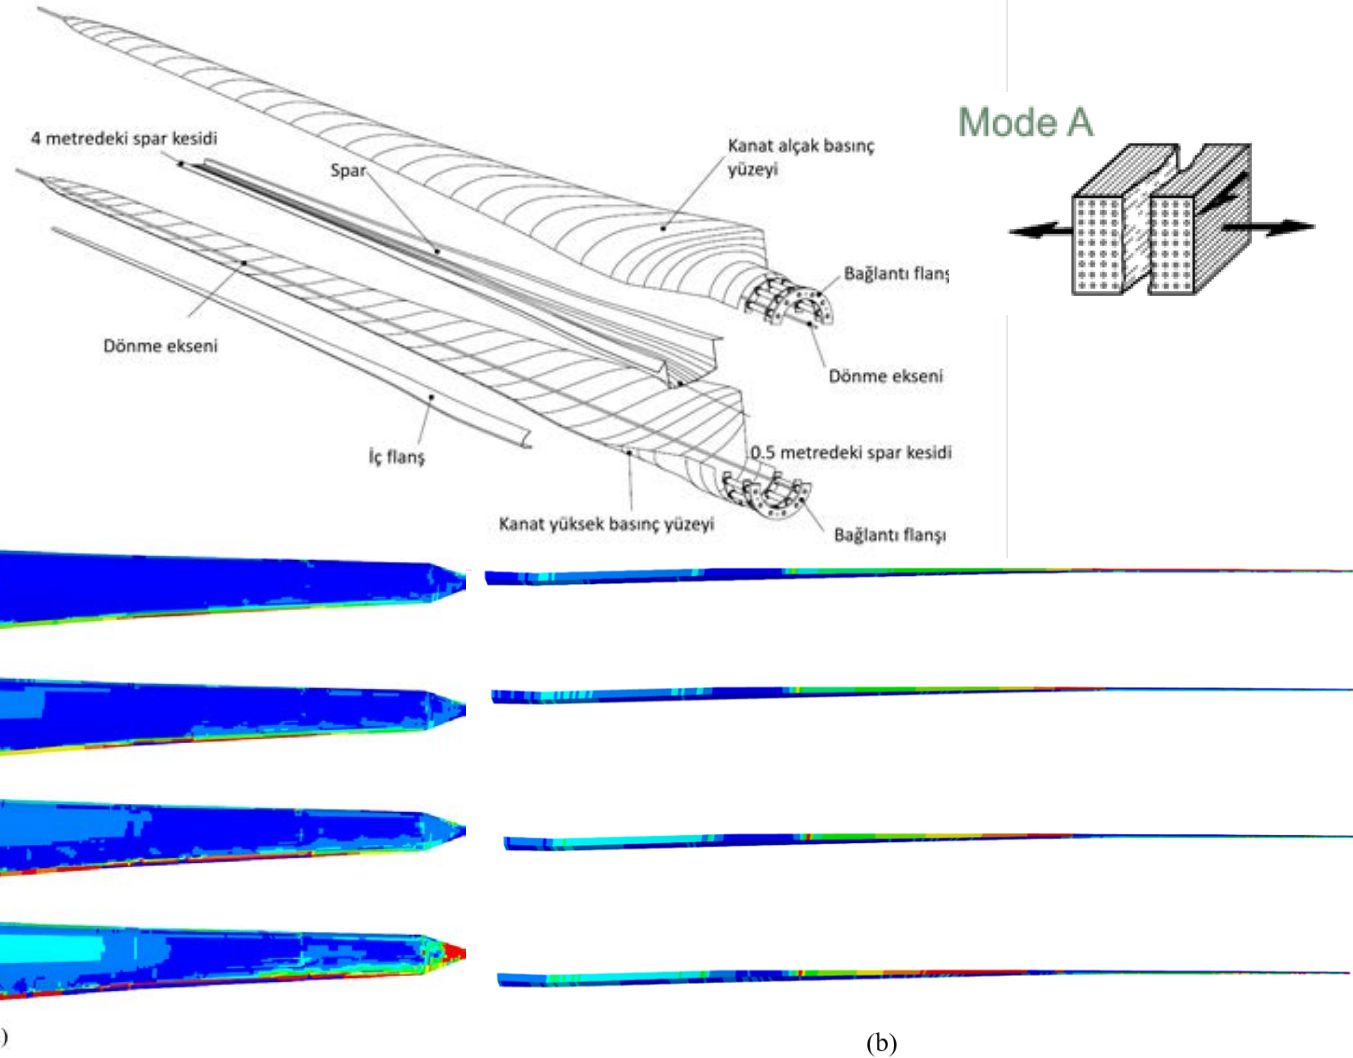 4 metredeki spar kesidi
Spar
Kanat alçak basınç
yüzeyi
Mode A
Bağlantı flanş
Dönme ekseni
Dönme ekseni
İç flanş
0.5 metredeki spar kesidi
Kanat yüksek basınç yüzeyi
Bağlantı flanşı
)
(b)